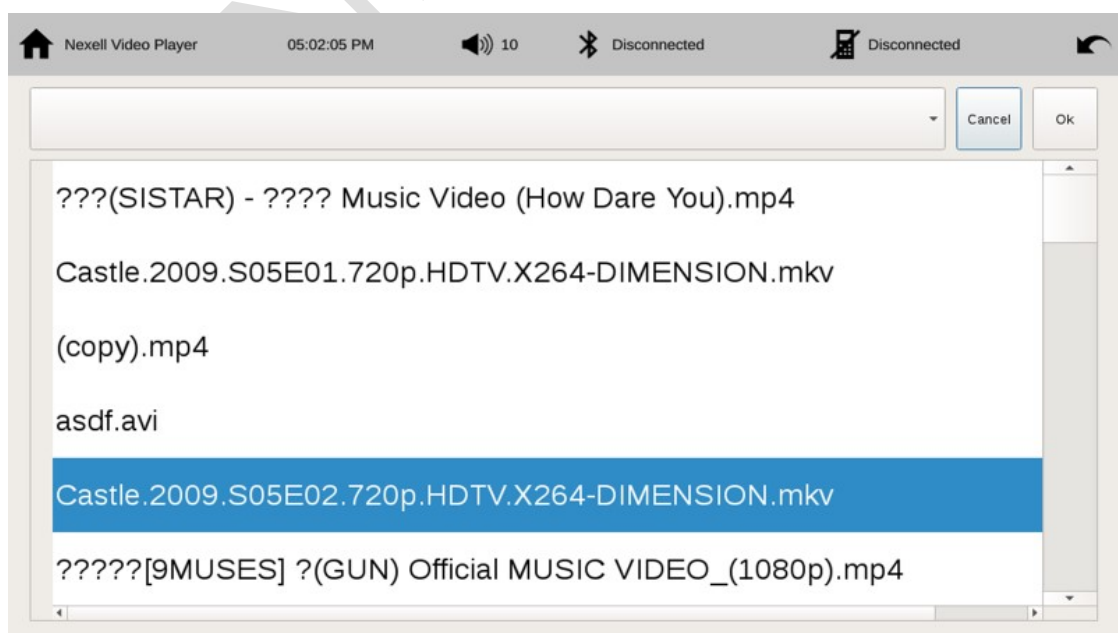 Nexell Video Player 05:02:05 PM 10 Disconnected Disconnected
Cancel Ok
???(SISTAR) - ???? Music Video (How Dare You).mp4
Castle.2009.S05E01.720p.HDTV.X264-DIMENSION.mkv
(copy).mp4
asdf.avi
Castle.2009.S05E02.720p.HDTV.X264-DIMENSION.mkv
?????[9MUSES] ?(GUN) Official MUSIC VIDEO_(1080p).mp4